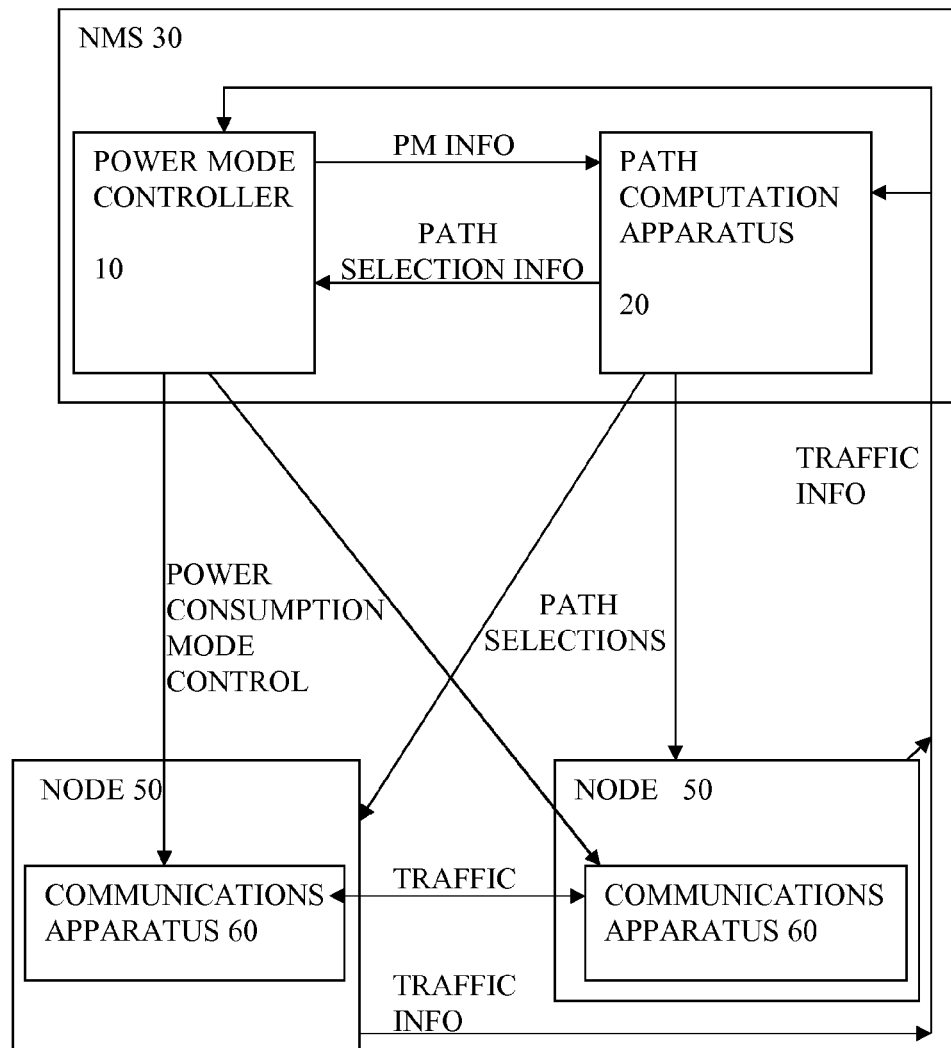 NMS 30
POWER MODE
CONTROLLER
10
PM INFO
PATH
SELECTION INFO
PATH
COMPUTATION
APPARATUS
20
TRAFFIC
INFO
POWER
CONSUMPTION
MODE
CONTROL
PATH
SELECTIONS
NODE 50
COMMUNICATIONS
APPARATUS 60
TRAFFIC
NODE 50
COMMUNICATIONS
APPARATUS 60
TRAFFIC
INFO